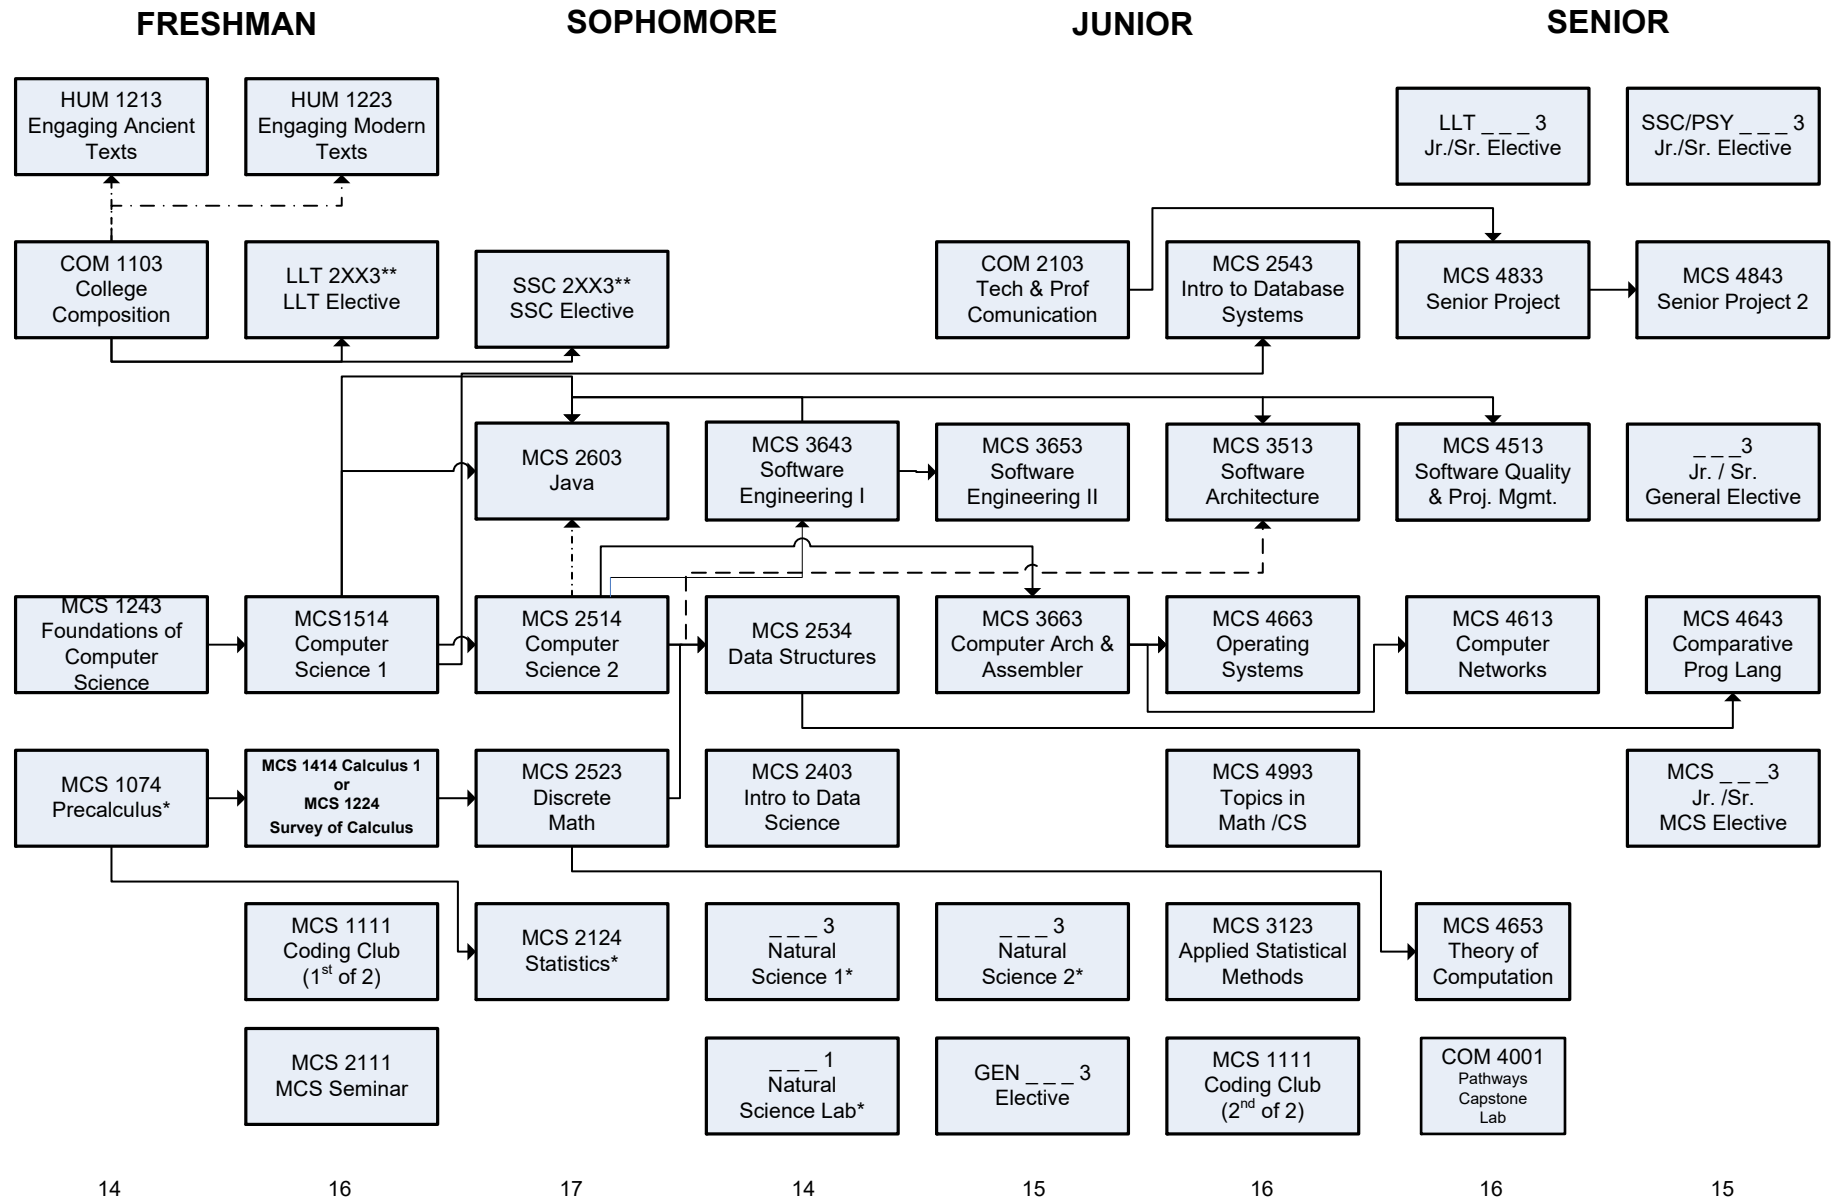 FRESHMAN
SOPHOMORE
JUNIOR
SENIOR
HUM 1213
Engaging Ancient
Texts
HUM 1223
Engaging Modern
Texts
LLT _ _ _ 3
Jr./Sr. Elective
SSC/PSY _ _ _ 3
Jr./Sr. Elective
COM 1103
College
Composition
LLT 2XX3**
LLT Elective
SSC 2XX3**
SSC Elective
COM 2103
Tech & Prof
Comunication
MCS 2543
Intro to Database
Systems
MCS 4833
Senior Project
MCS 4843
Senior Project 2
MCS 2603
Java
MCS 3643
Software
Engineering I
MCS 3653
Software
Engineering II
MCS 3513
Software
Architecture
MCS 4513
Software Quality
& Proj. Mgmt.
_ _ _3
Jr. / Sr.
General Elective
MCS 1243
Foundations of
Computer
Science
MCS1514
Computer
Science 1
MCS 2514
Computer
Science 2
MCS 2534
Data Structures
MCS 3663
Computer Arch &
Assembler
MCS 4663
Operating
Systems
MCS 4613
Computer
Networks
MCS 4643
Comparative
Prog Lang
MCS 1074
Precalculus*
MCS 1414 Calculus 1
or
MCS 1224
Survey of Calculus
MCS 2523
Discrete
Math
MCS 2403
Intro to Data
Science
MCS 4993
Topics in
Math /CS
MCS _ _ _3
Jr. /Sr.
MCS Elective
MCS 1111
Coding Club
(1st of 2)
MCS 2124
Statistics*
_ _ _ 3
Natural
Science 1*
_ _ _ 3
Natural
Science 2*
MCS 3123
Applied Statistical
Methods
MCS 4653
Theory of
Computation
MCS 2111
MCS Seminar
_ _ _ 1
Natural
Science Lab*
GEN _ _ _ 3
Elective
MCS 1111
Coding Club
(2nd of 2)
COM 4001
Pathways
Capstone
Lab
14
16
17
14
15
16
16
15